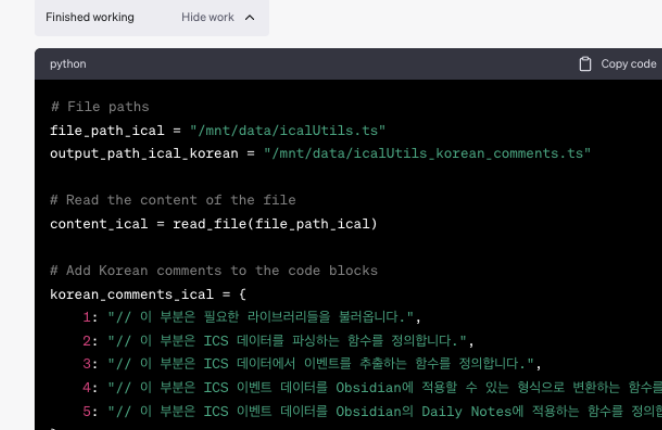 Finished working Hide work
python Copy code
# File paths
file_path_ical = "/mnt/data/icalUtils.ts"
output_path_ical_korean = "/mnt/data/icalUtils_korean_comments.ts"
# Read the content of the file
content_ical = read_file(file_path_ical)
# Add Korean comments to the code blocks
korean_comments_ical = {
1: "// 이 부분은 필요한 라이브러리들을 불러옵니다.",
2: "// 이 부분은 ICS 데이터를 파싱하는 함수를 정의합니다.",
3: "// 이 부분은 ICS 데이터에서 이벤트를 추출하는 함수를 정의합니다.",
4: "// 이 부분은 ICS 이벤트 데이터를 Obsidian에 적용할 수 있는 형식으로 변환하는 함수를
5: "// 이 부분은 ICS 이벤트 데이터를 Obsidian의 Daily Notes에 적용하는 함수를